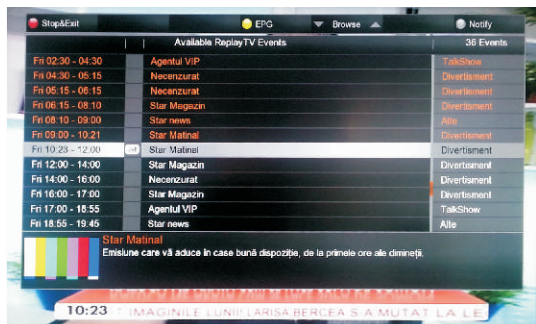 Stop&Exit EPG Browse Notify
Available ReplayTV Events 36 Events
Fri 02:30 - 04:30 Agentul VIP TalkShow
Fri 04:30 - 05:15 Necenzurat Divertisment
Fri 05:15 - 06:15 Necenzurat Divertisment
Fri 06:15 - 08:10 Star Magazin Divertisment
Fri 08:10 - 09:00 Star news Alle
Fri 09:00 - 10:21 Star Matinal Divertisment
Fri 10:23 - 12:00 Star Matinal Divertisment
Fri 12:00 - 14:00 Star Magazin Divertisment
Fri 14:00 - 16:00 Necenzurat Divertisment
Fri 16:00 - 17:00 Star Magazin Divertisment
Fri 17:00 - 18:55 Agentul VIP TalkShow
Fri 18:55 - 19:45 Star news Alle
Star Matinal
Emisiune care vă aduce în case bună dispoziție, de la primele ore ale dimineții.
10:23 IMAGINILE LUNII! LARISA BERCEA S-A MUTAT LA